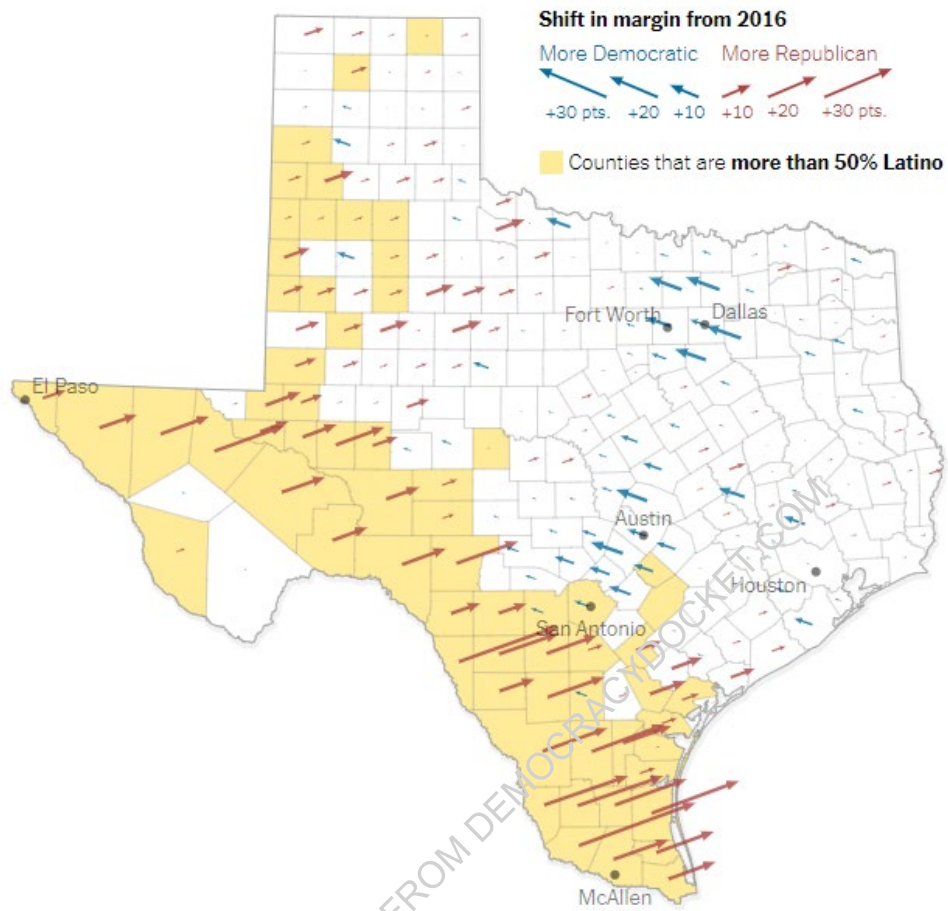 Shift in margin from 2016
More Democratic More Republican
+30 pts. +20 +10 +10 +20 +30 pts.
Counties that are more than 50% Latino
Fort Worth Dallas
El Paso
Austin
Houston
San Antonio
McAllen
FROM DEMOCRACYDOCKET.COM